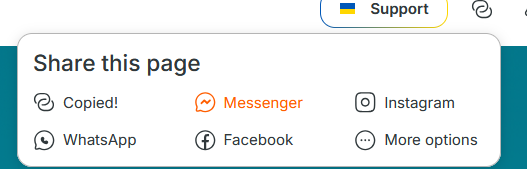 Support
Share this page
Copied!
Messenger
Instagram
WhatsApp
Facebook
More options